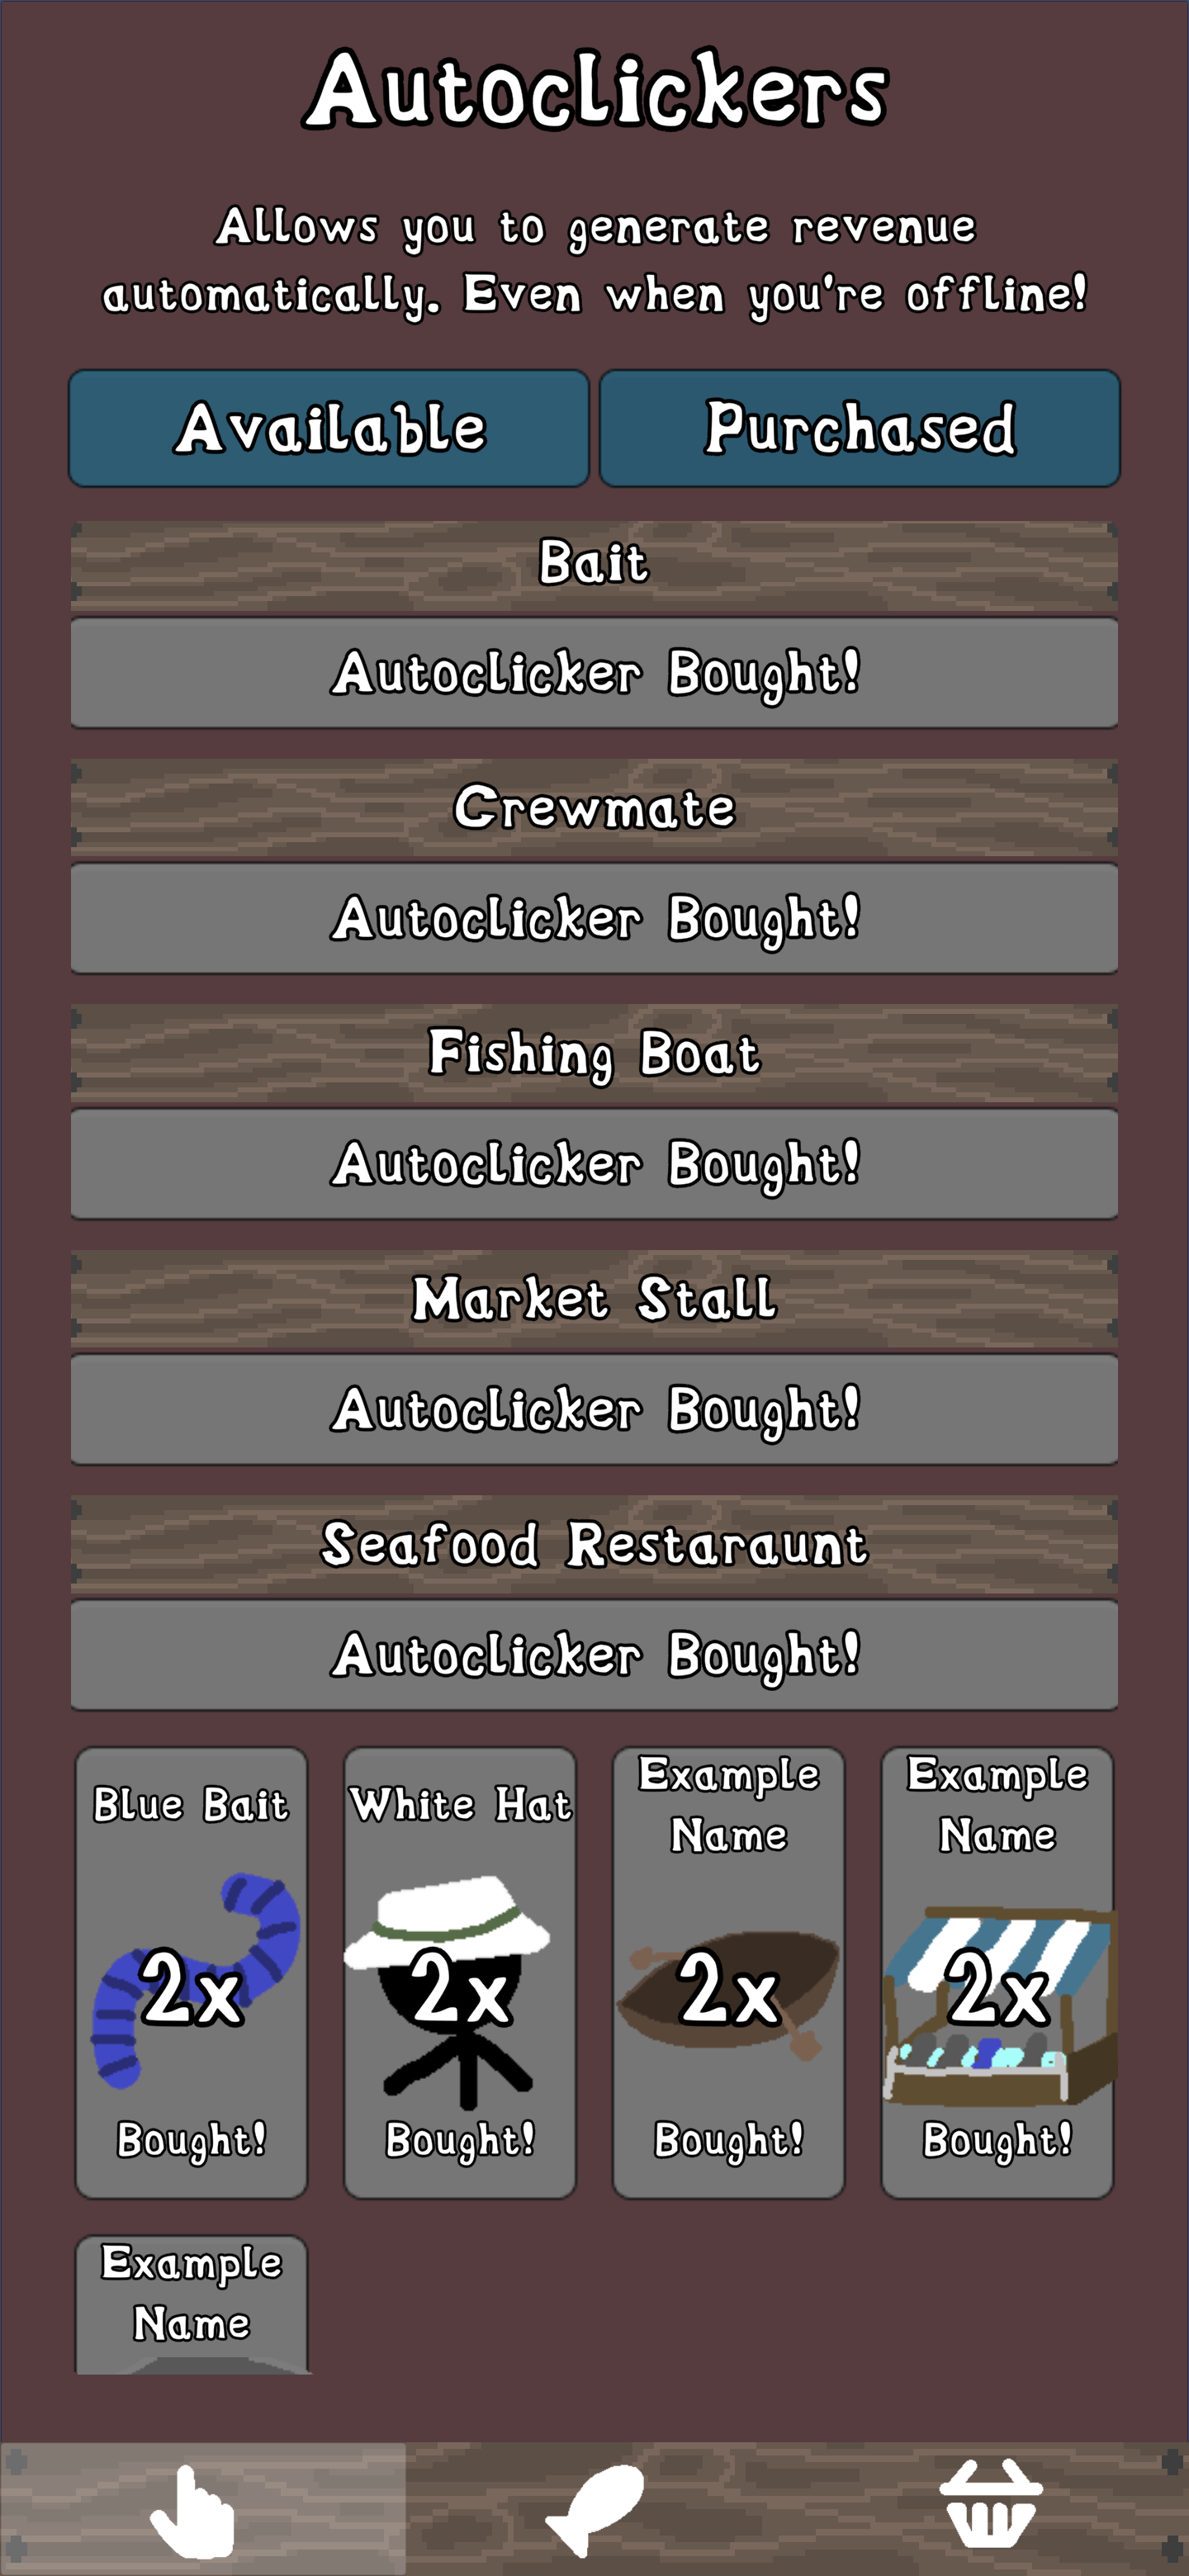 Autoclickers
Allows you to generate revenue
automatically. Even when you're offline!
Available
Purchased
Bait
Autoclicker Bought!
Crewmate
Autoclicker Bought!
Fishing Boat
Autoclicker Bought!
Market Stall
Autoclicker Bought!
Seafood Restaraunt
Autoclicker Bought!
Blue Bait
2x
Bought!
White Hat
2x
Bought!
Example
Name
2x
Bought!
Example
Name
2x
Bought!
Example
Name